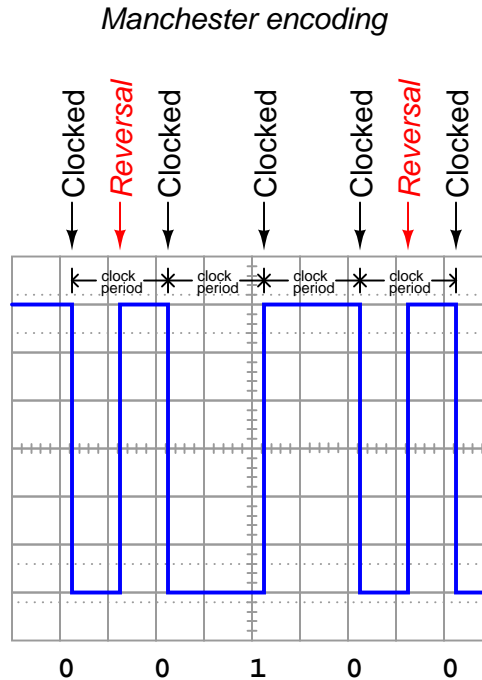 Manchester encoding
Clocked
Reversal
Clocked
Clocked
Clocked
Reversal
Clocked
clock
period
clock
period
clock
period
clock
period
0 0 1 0 0